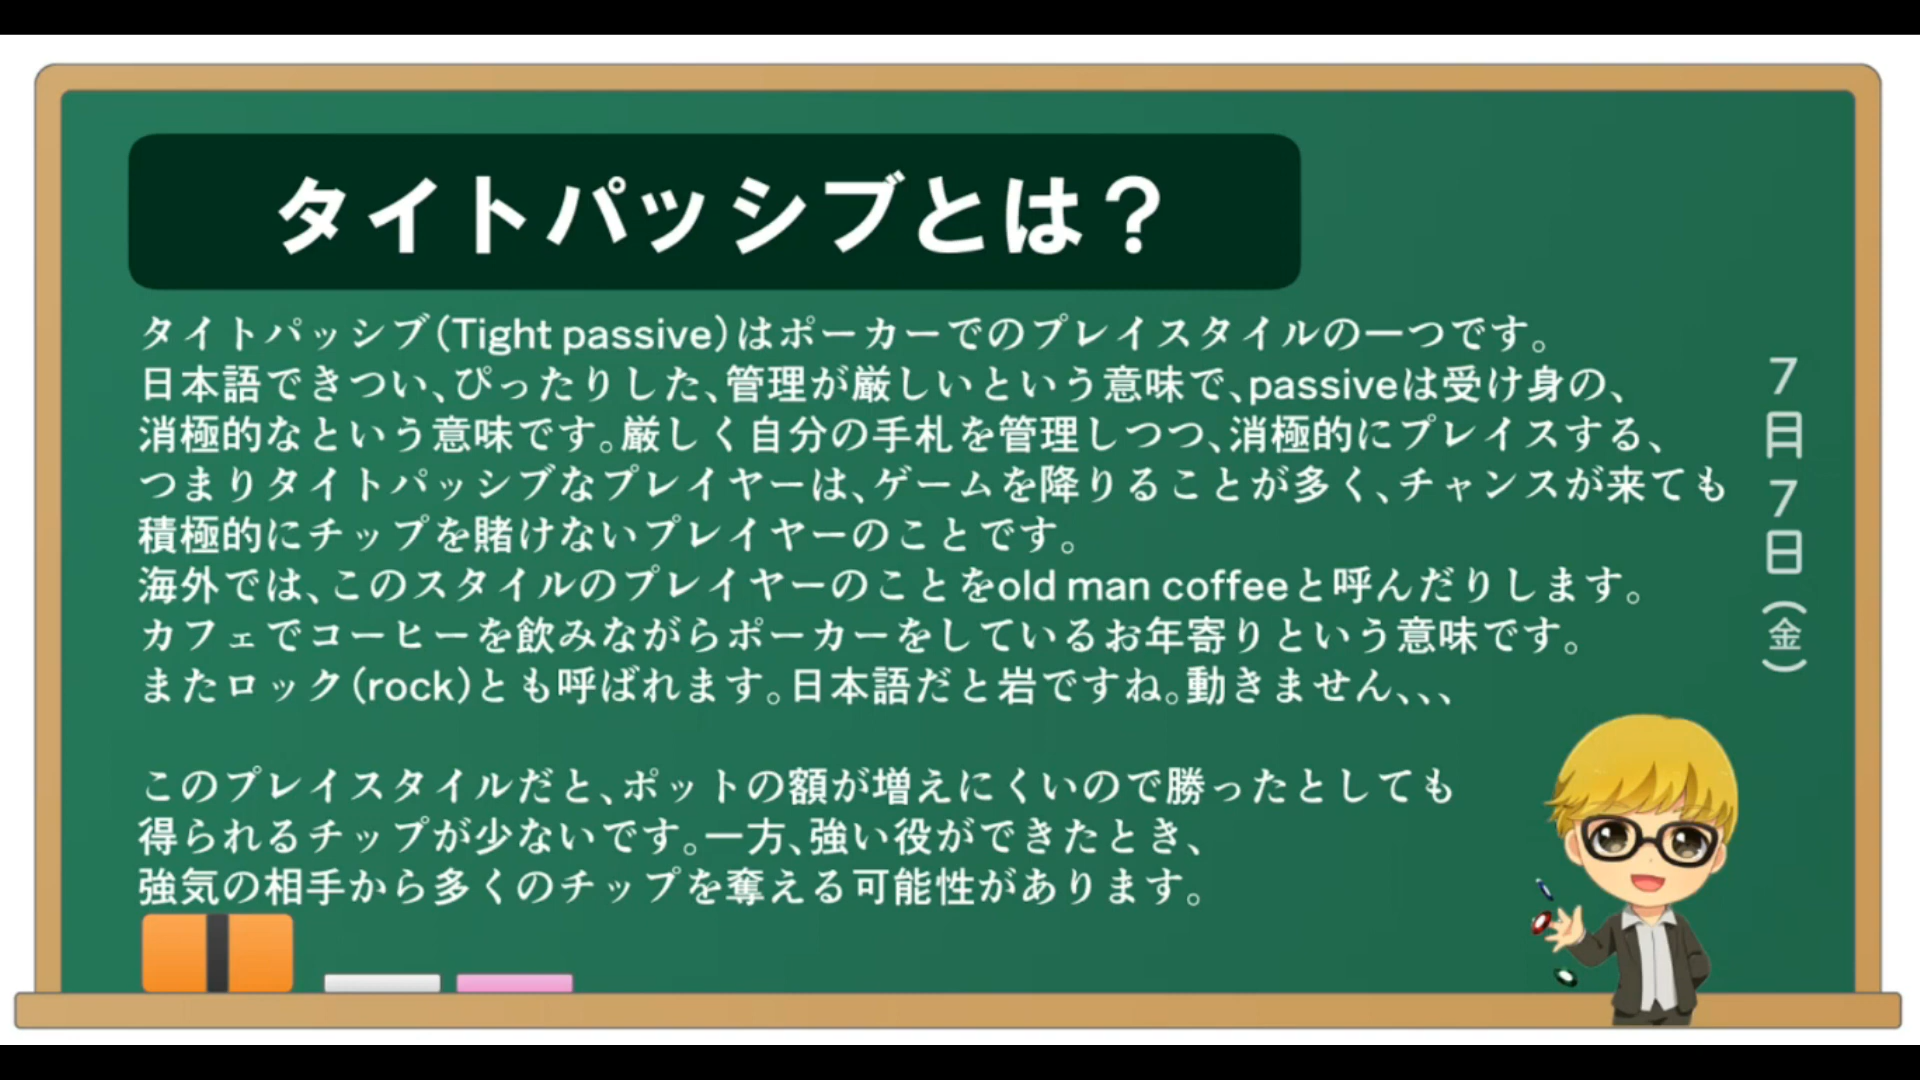 タイトパッシブとは？
タイトパッシブ（Tight passive）はポーカーでのプレイスタイルの一つです。
日本語できつい、ぴったりした、管理が厳しいという意味で、passiveは受け身の、
消極的なという意味です。厳しく自分の手札を管理しつつ、消極的にプレイスする、
つまりタイトパッシブなプレイヤーは、ゲームを降りることが多く、チャンスが来ても
積極的にチップを賭けないプレイヤーのことです。
海外では、このスタイルのプレイヤーのことをold man coffeeと呼んだりします。
カフェでコーヒーを飲みながらポーカーをしているお年寄りという意味です。
またロック（rock）とも呼ばれます。日本語だと岩ですね。動きません、、、
このプレイスタイルだと、ポットの額が増えにくいので勝ったとしても
得られるチップが少ないです。一方、強い役ができたとき、
強気の相手から多くのチップを奪える可能性があります。
7月7日（金）